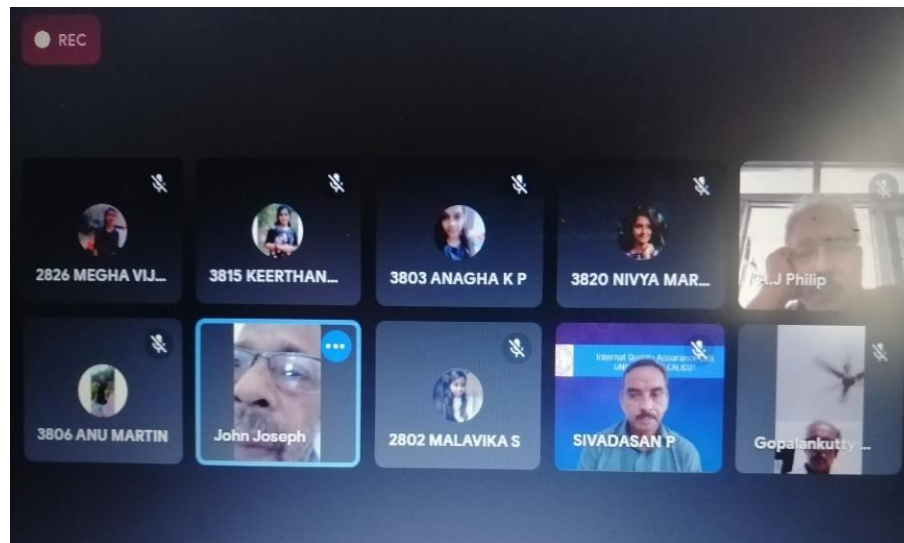 REC
2826 MEGHA VIJ...
3815 KEERTHAN...
3803 ANAGHA K P
3820 NIVYA MAR...
A.J Philip
3806 ANU MARTIN
John Joseph
2802 MALAVIKA S
SIVADASAN P
Internal Quality Assurance
CALICUT
Gopalankutty ...